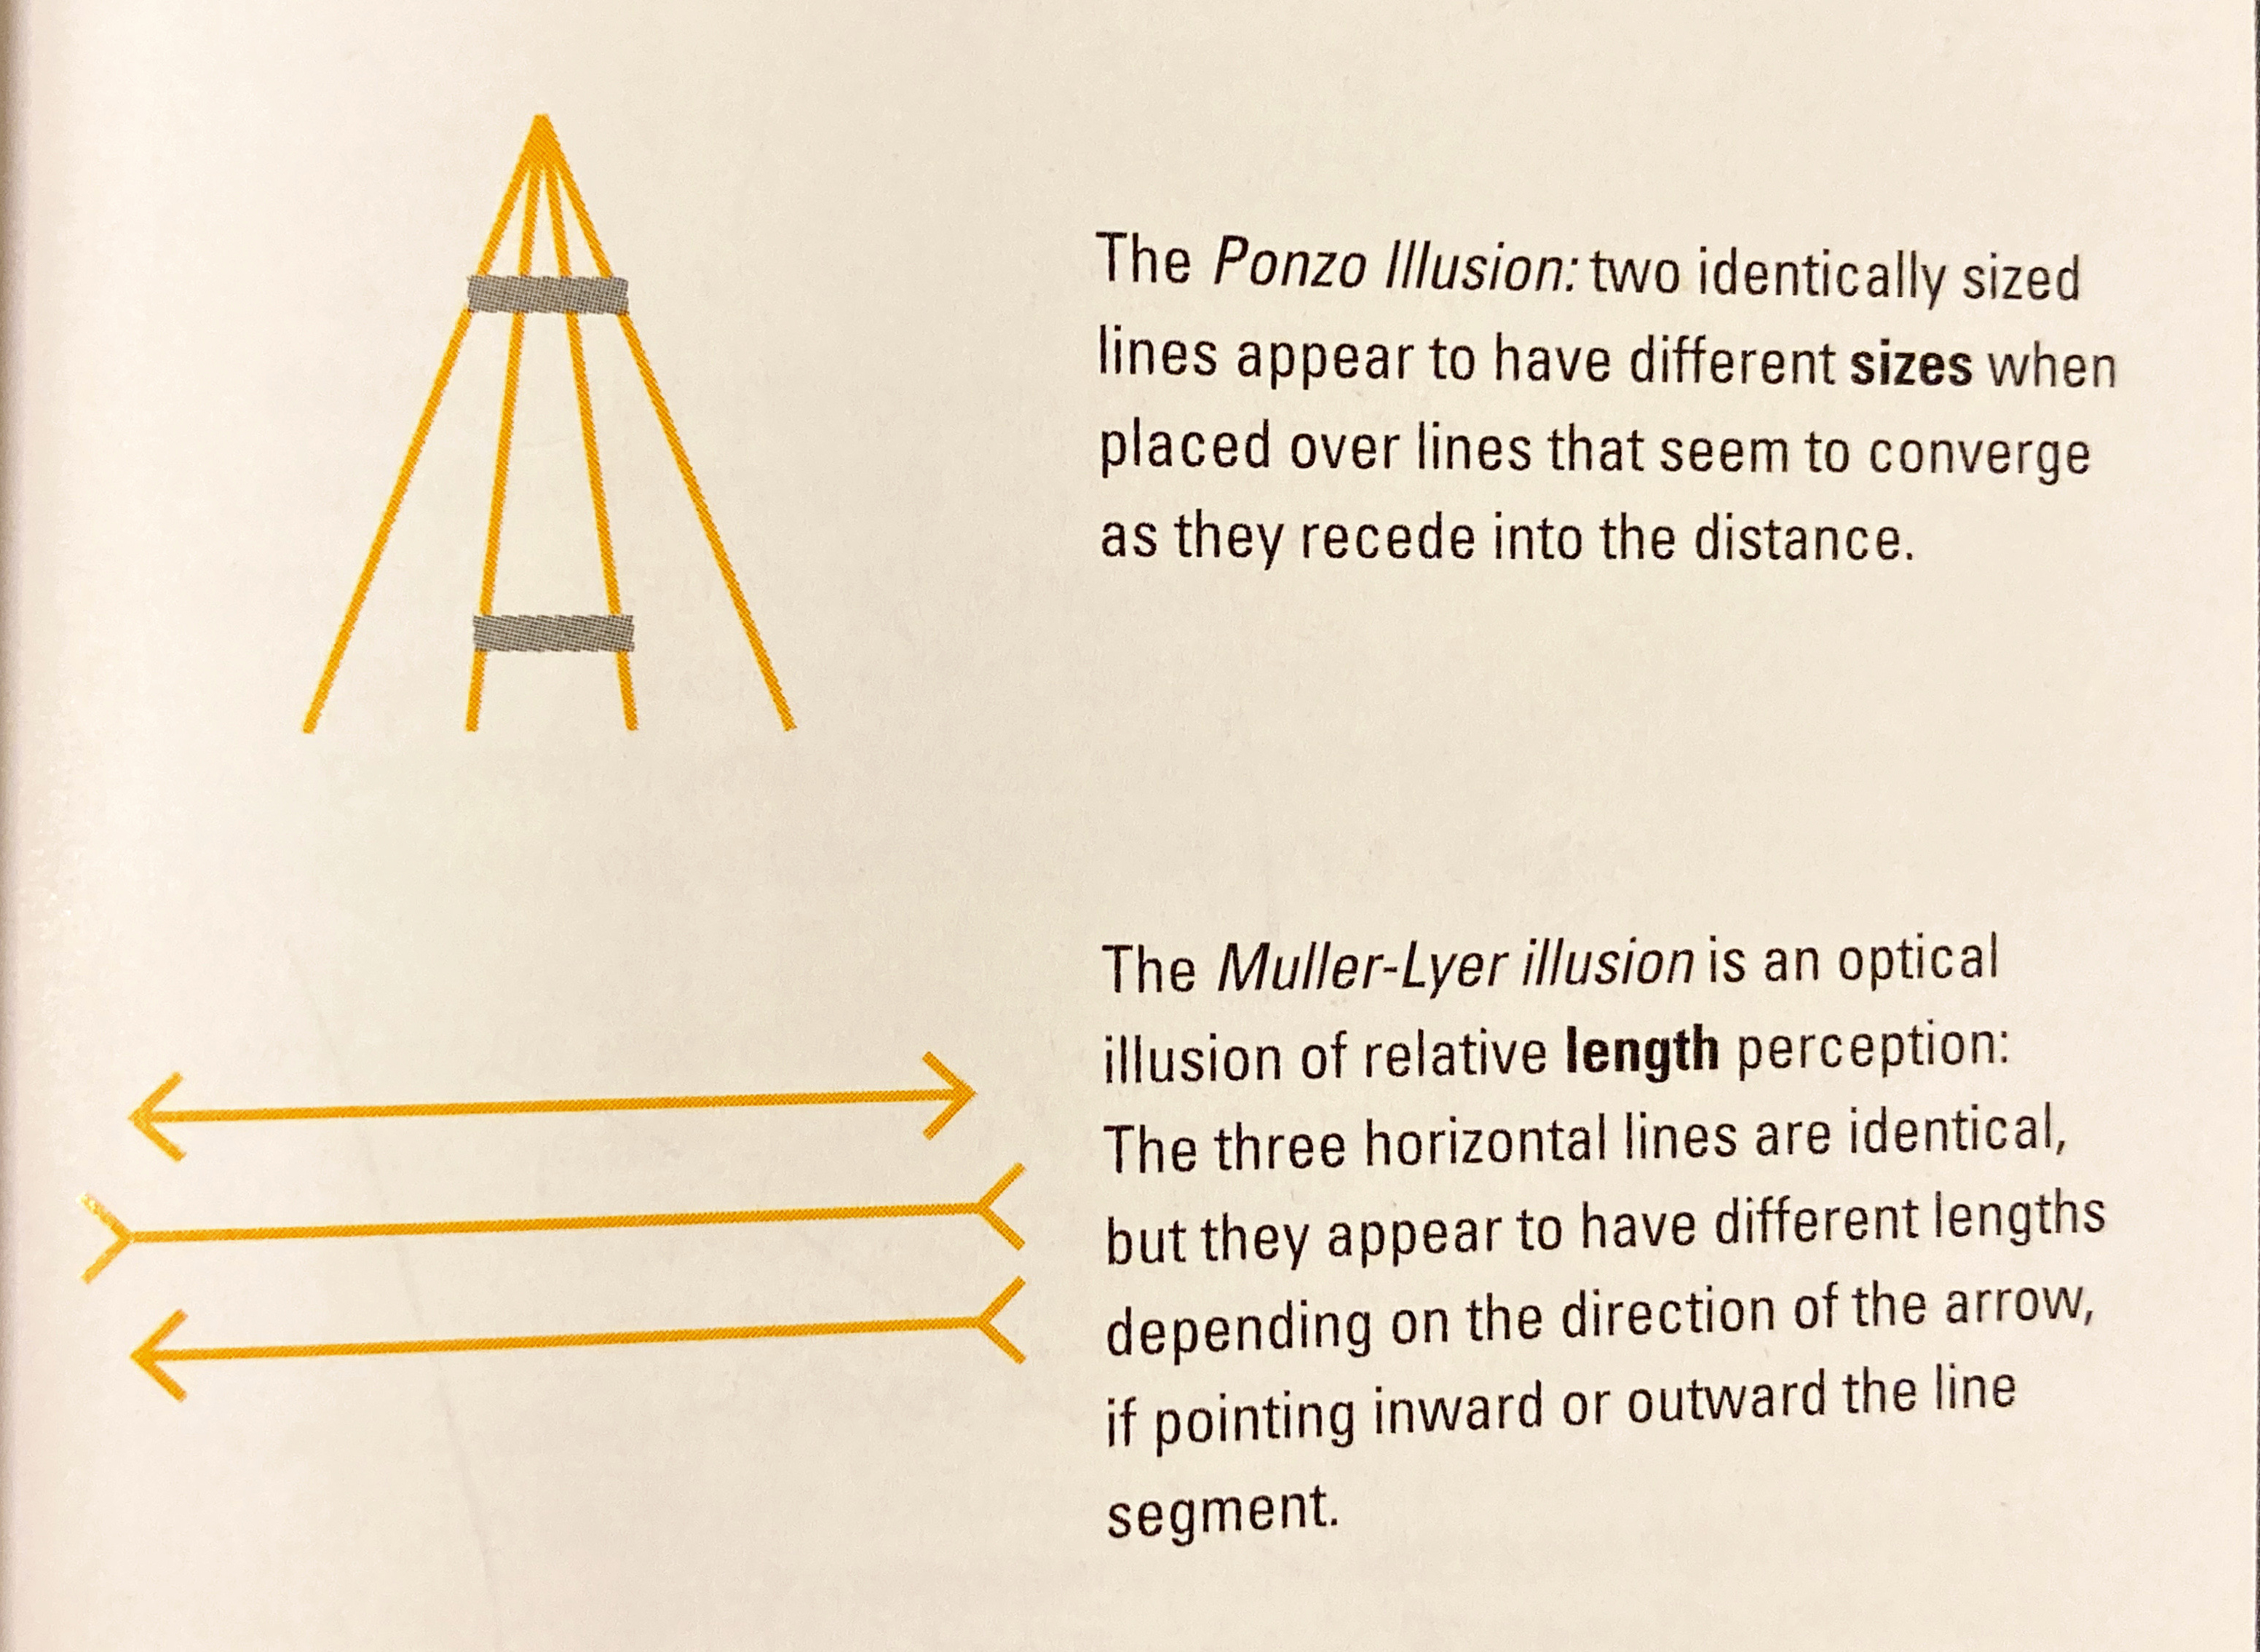 The Ponzo Illusion: two identically sized
lines appear to have different sizes when
placed over lines that seem to converge
as they recede into the distance.
The Muller-Lyer illusion is an optical
illusion of relative length perception:
The three horizontal lines are identical,
but they appear to have different lengths
depending on the direction of the arrow,
if pointing inward or outward the line
segment.